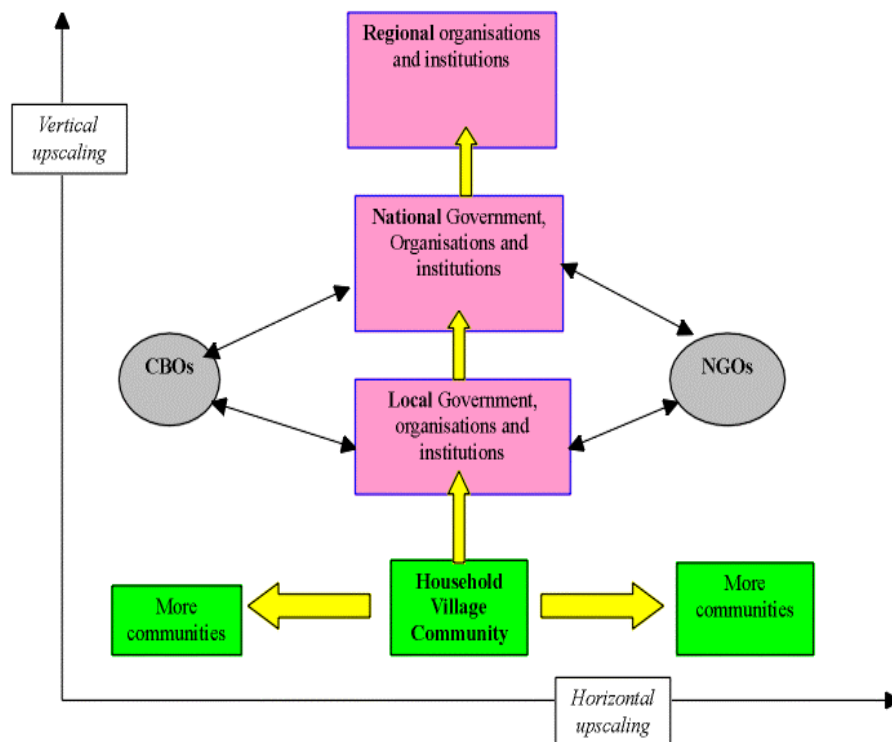 Regional organisations
and institutions
Vertical
upscaling
National Government,
Organisations and
institutions
CBOs
NGOs
Local Government,
organisations and
institutions
More
communities
Household
Village
Community
More
communities
Horizontal
upscaling